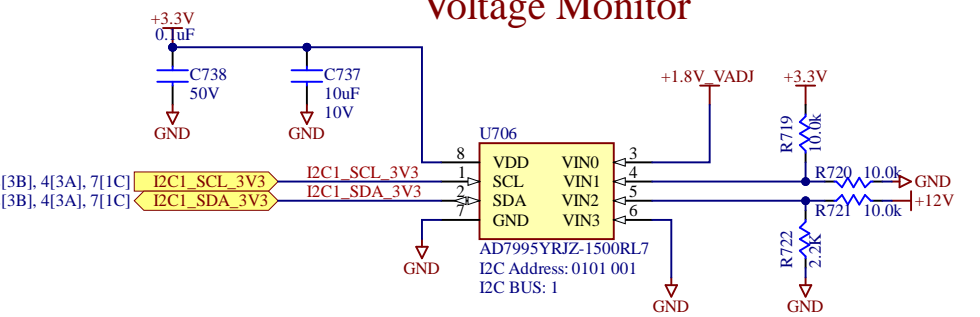 Voltage Monitor
+3.3V
0.1uF
C738
50V
GND
C737
10uF
10V
GND
+1.8V_VADJ
+3.3V
R719
10.0k
U706
[3B], 4[3A], 7[1C]
I2C1_SCL_3V3
I2C1_SCL_3V3
[3B], 4[3A], 7[1C]
I2C1_SDA_3V3
I2C1_SDA_3V3
8 VDD VIN0 3
1 SCL VIN1 4
2 SDA VIN2 5
7 GND VIN3 6
R720 10.0k
GND
+12V
R721 10.0k
R722
2.2K
AD7995YRJZ-1500RL7
I2C Address: 0101 001
I2C BUS: 1
GND
GND
GND